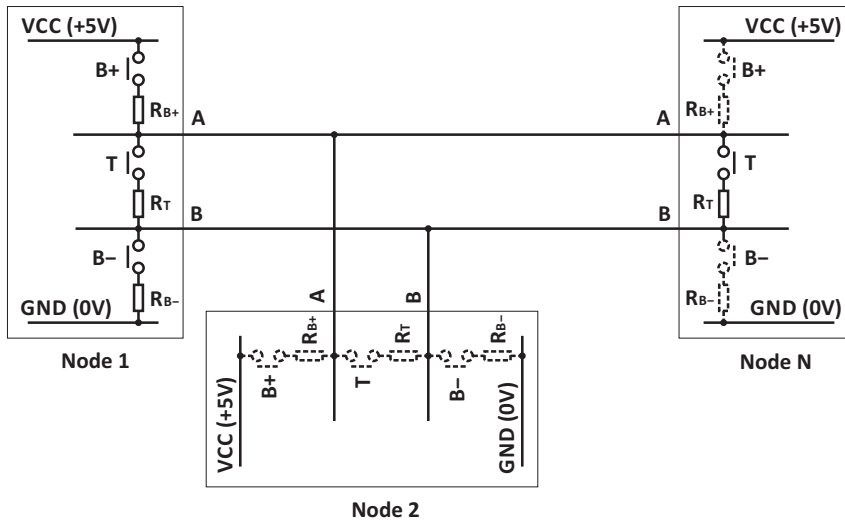 VCC (+5V)
B+
RB+
A
T
RT
B
B−
RB−
GND (0V)
Node 1
VCC (+5V)
B+
RB+
A
T
RT
B
B−
RB−
GND (0V)
Node N
A
B
RB+
RT
RB−
B+
T
B−
VCC (+5V)
GND (0V)
Node 2